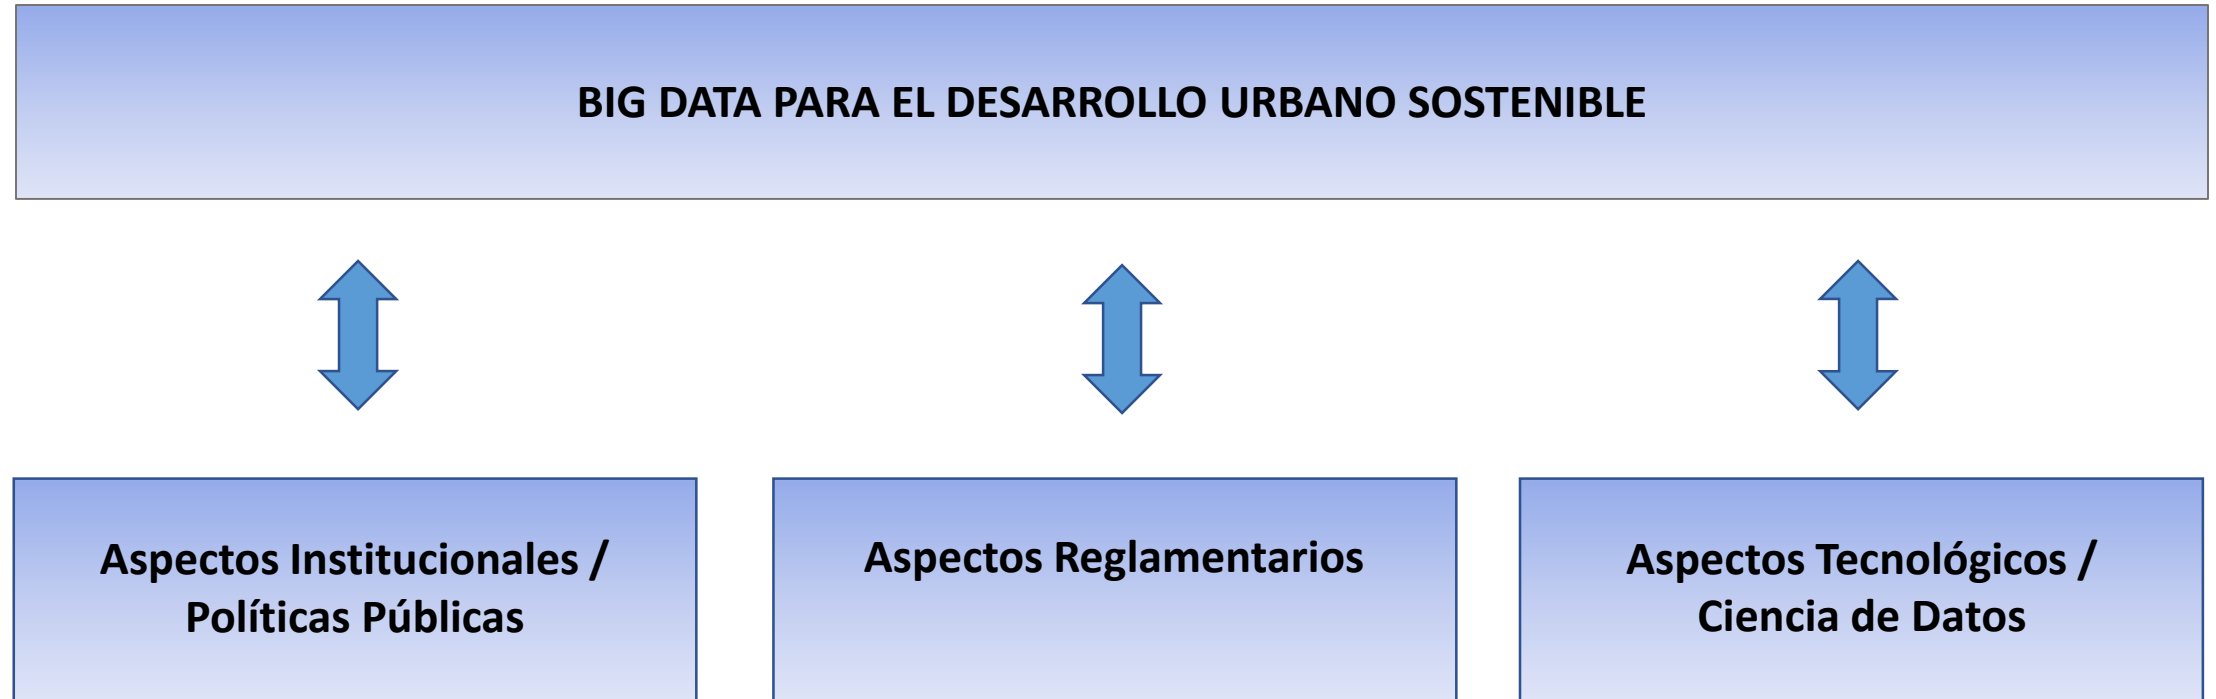 BIG DATA PARA EL DESARROLLO URBANO SOSTENIBLE
Aspectos Institucionales /
Políticas Públicas
Aspectos Reglamentarios
Aspectos Tecnológicos /
Ciencia de Datos